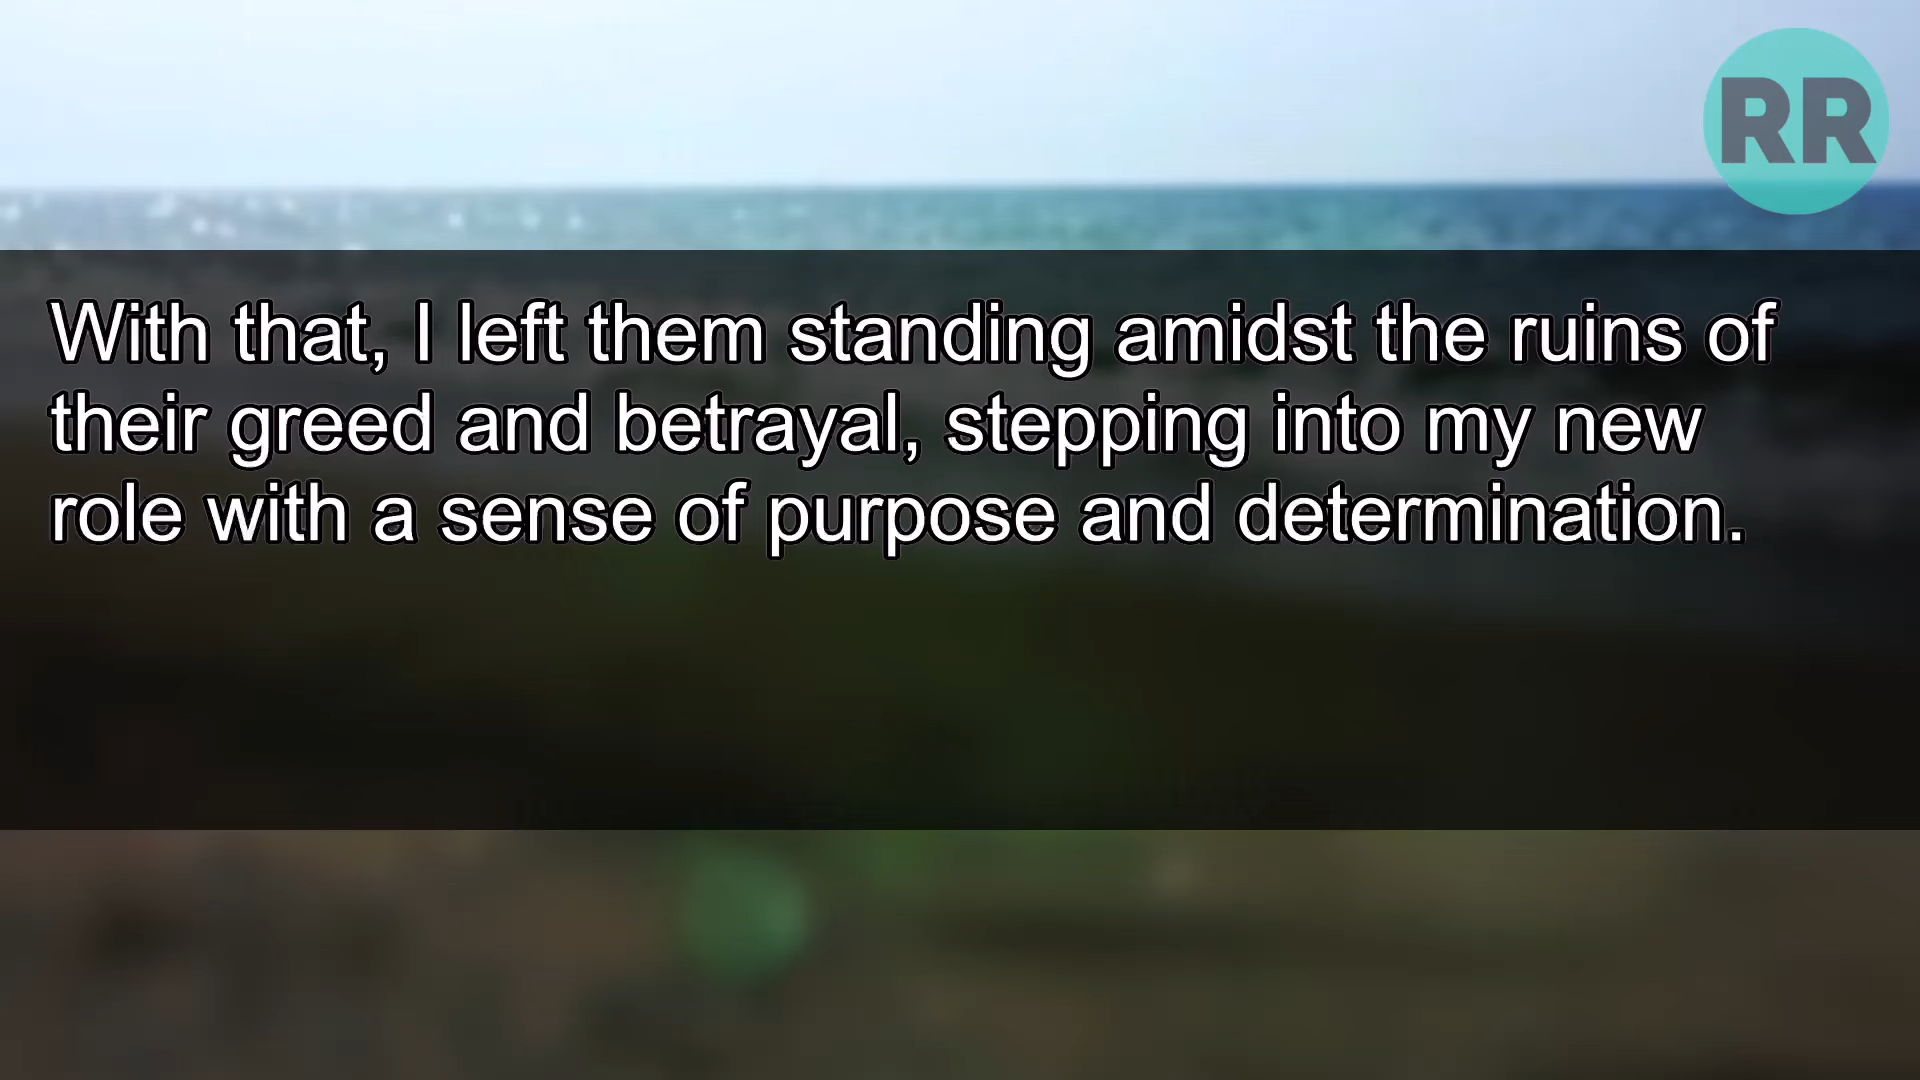 RR
With that, I left them standing amidst the ruins of
their greed and betrayal, stepping into my new
role with a sense of purpose and determination.